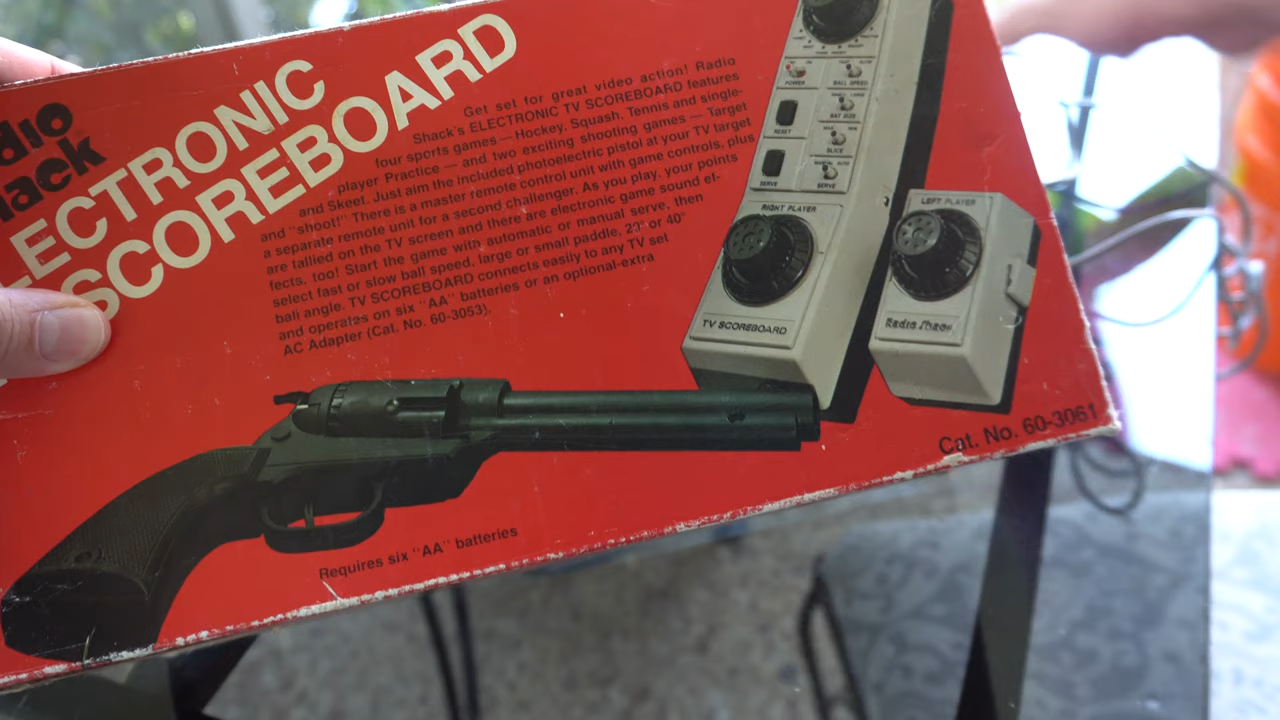 dio
hack
ECTRONIC
SCOREBOARD
Get set for great video action! Radio
Shack's ELECTRONIC TV SCOREBOARD features
four sports games — Hockey, Squash, Tennis and single-
player Practice — and two exciting shooting games — Target
and Skeet. Just aim the included photoelectric pistol at your TV target
and "shoot!" There is a master remote control unit with game controls, plus
a separate remote unit for a second challenger. As you play, your points
are tallied on the TV screen and there are electronic game sound ef-
fects, too! Start the game with automatic or manual serve, then
select fast or slow ball speed, large or small paddle, 20° or 40°
ball angle. TV SCOREBOARD connects easily to any TV set
and operates on six "AA" batteries or an optional-extra
AC Adapter (Cat. No. 60-3053).
POWER
BALL SPEED
BAT SIZE
RESET
SLICE
MANUAL AUTO
SERVE
SERVE
RIGHT PLAYER
LEFT PLAYER
TV SCOREBOARD
Radio Shack
Cat. No. 60-3061
Requires six "AA" batteries